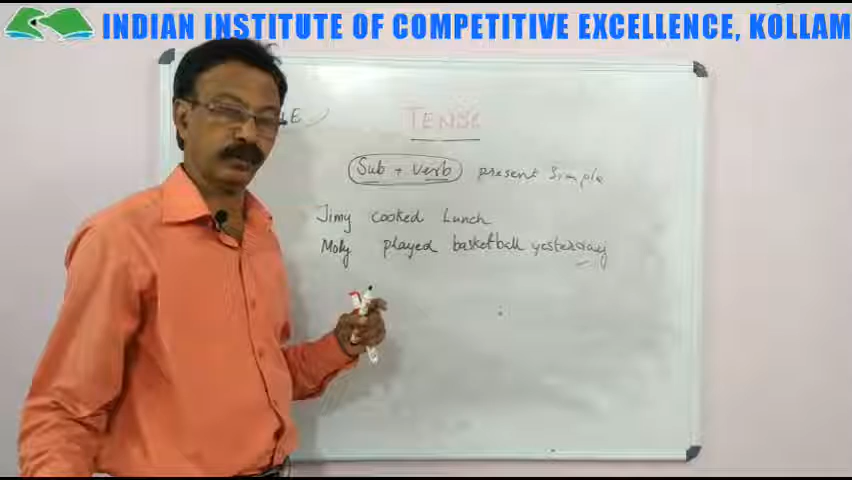 INDIAN INSTITUTE OF COMPETITIVE EXCELLENCE, KOLLAM
TENSE
Sub + Verb present Simple
Jimy cooked Lunch
Moly played basketball yesterday